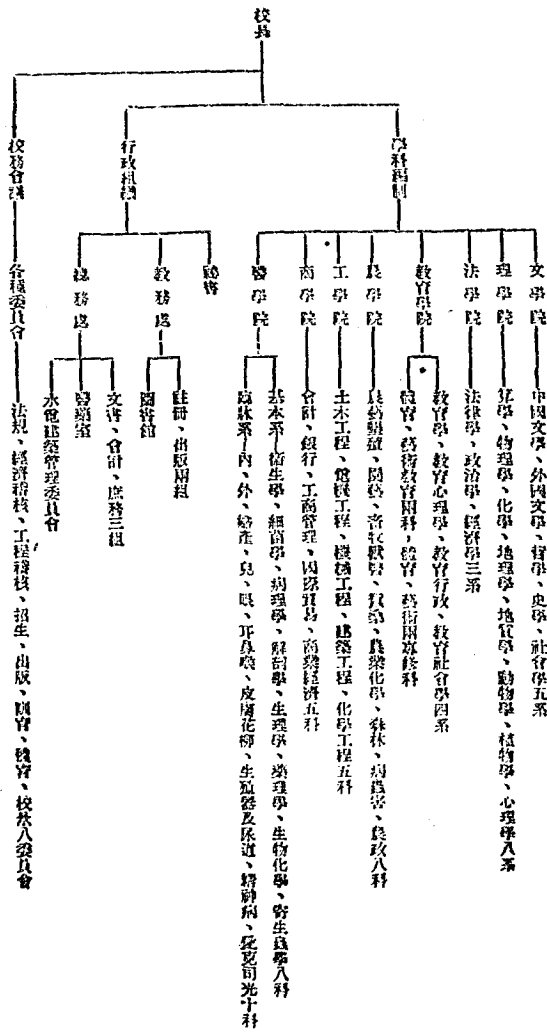 校長
學科編制
文學院
中國文學、外國文學、哲學、史學、社會學五系
理學院
算學、物理學、化學、地理學、地質學、動物學、植物學、心理學八系
法學院
法律學、政治學、經濟學三系
教育學院
教育學、教育心理學、教育行政、教育社會學四系
體育、藝術教育兩科，體育、藝術兩專修科
農學院
農藝墾殖、園藝、畜牧獸醫、蠶桑、農業化學、森林、病蟲害、農政八科
工學院
土木工程、電機工程、機械工程、建築工程、化學工程五科
商學院
會計、銀行、工商管理、國際貿易、商業經濟五科
醫學院
基本系—衛生學、細菌學、病理學、解剖學、生理學、藥理學、生物化學、寄生蟲學八科
臨牀系—內、外、婦產、兒、眼、耳鼻喉、皮膚花柳、生殖器及尿道、精神病、愛克司光十科
行政組織
祕書
教務處
註冊、出版兩組
圖書館
總務處
文書、會計、庶務三組
醫藥室
水電建築管理委員會
校務會議
各種委員會
法規、經濟稽核、工程稽核、招生、出版、圖書、儀器、校景八委員會